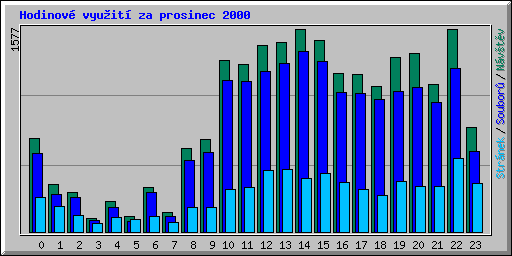 Hodinové využití za prosinec 2000
1577
Stránek / Souborů / Návštěv
0 1 2 3 4 5 6 7 8 9 10 11 12 13 14 15 16 17 18 19 20 21 22 23